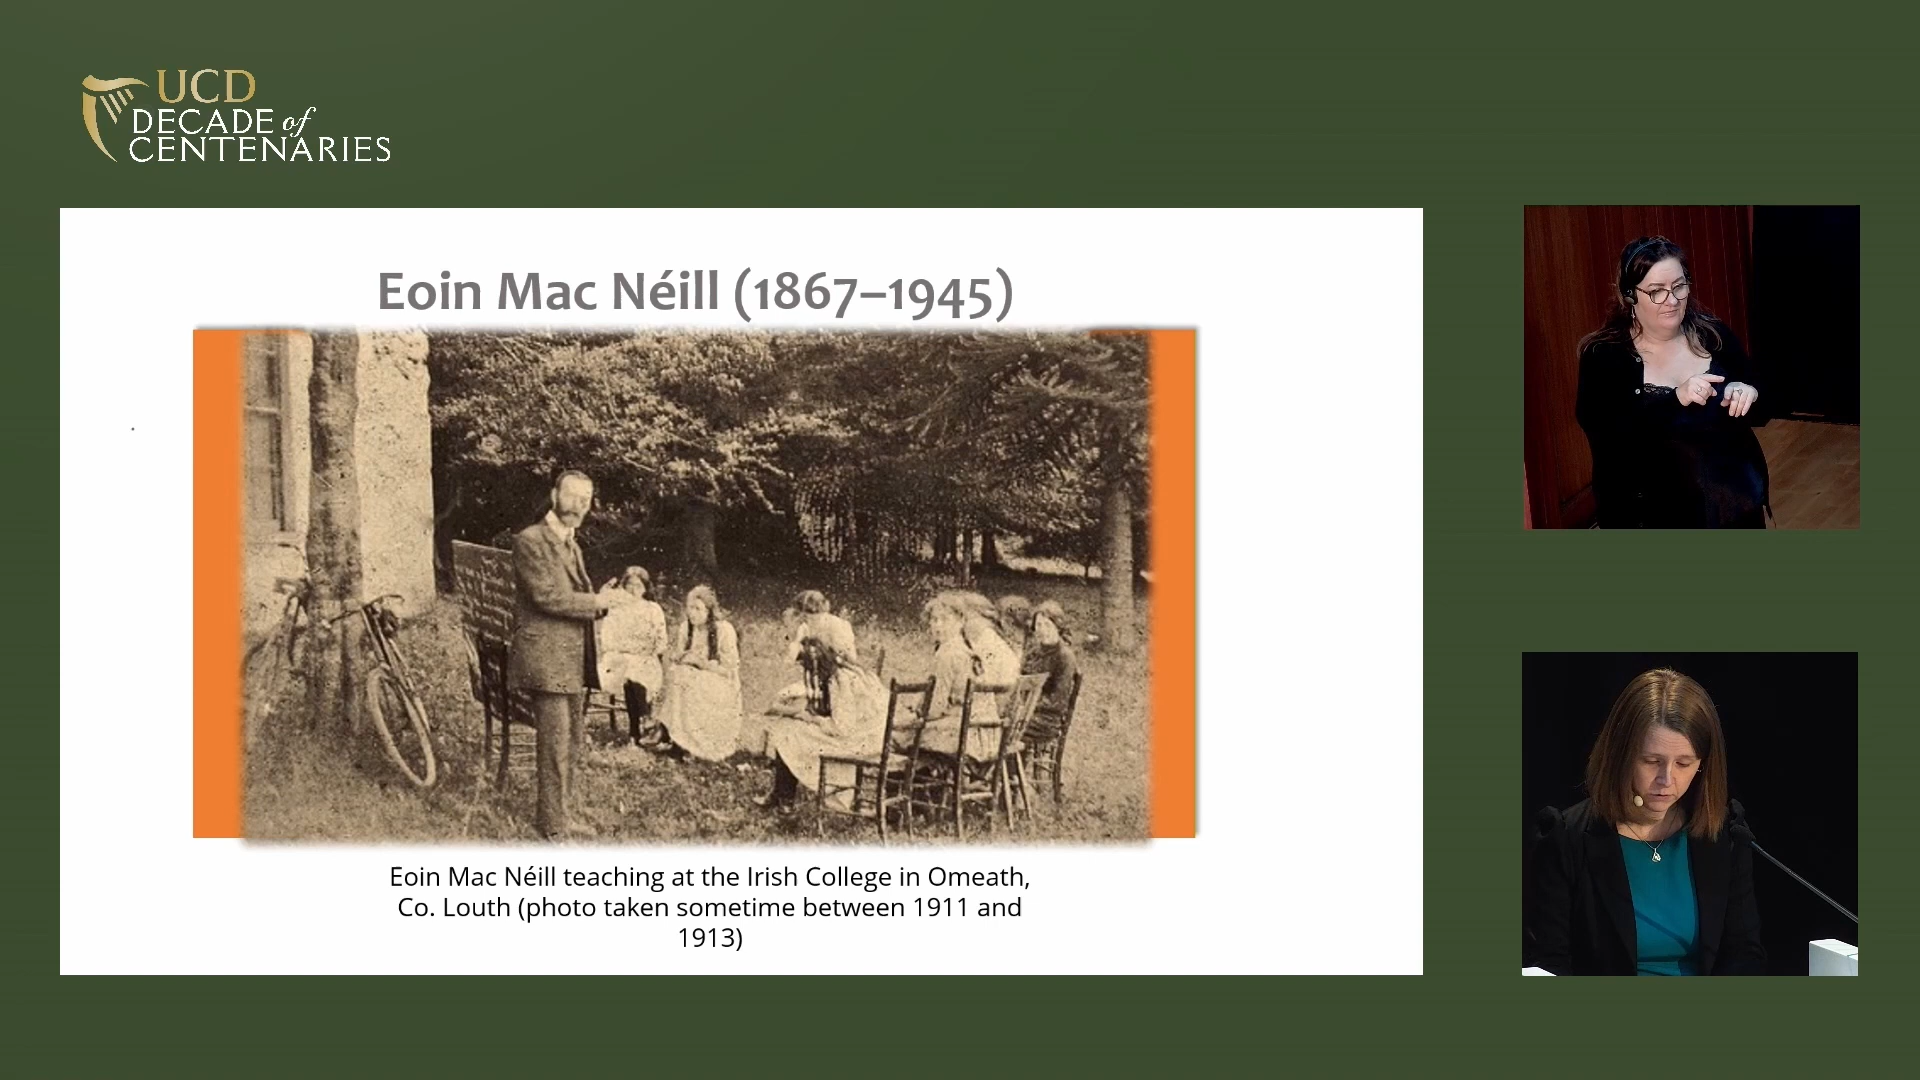 UCD
DECADE of
CENTENARIES
Eoin Mac Néill (1867–1945)
Eoin Mac Néill teaching at the Irish College in Omeath,
Co. Louth (photo taken sometime between 1911 and
1913)